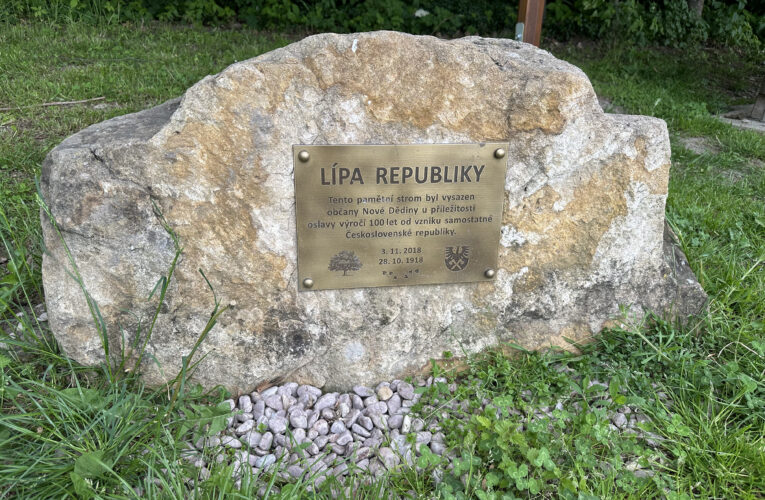 LÍPA REPUBLIKY
Tento pamětní strom byl vysazen
občany Nové Dědiny u příležitosti
oslavy výročí 100 let od vzniku samostatné
Československé republiky.
3. 11. 2018
28. 10. 1918